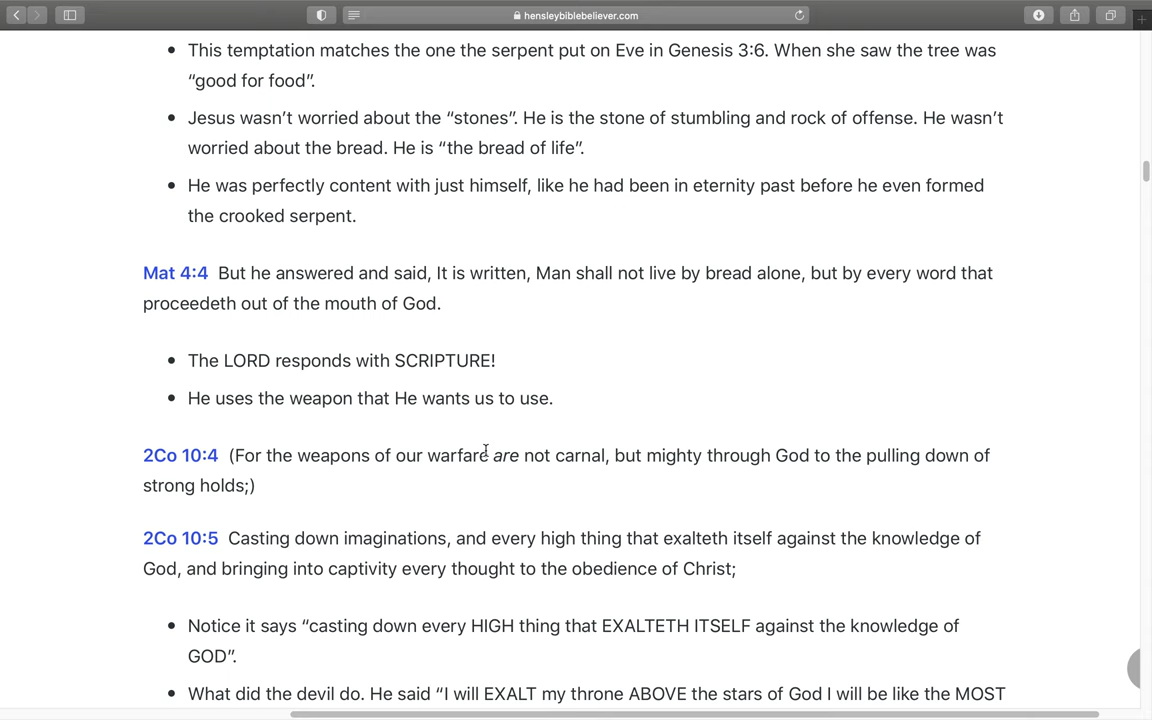 hensleybiblebeliever.com
• This temptation matches the one the serpent put on Eve in Genesis 3:6. When she saw the tree was
“good for food”.
• Jesus wasn’t worried about the “stones”. He is the stone of stumbling and rock of offense. He wasn’t
worried about the bread. He is “the bread of life”.
• He was perfectly content with just himself, like he had been in eternity past before he even formed
the crooked serpent.
Mat 4:4 But he answered and said, It is written, Man shall not live by bread alone, but by every word that
proceedeth out of the mouth of God.
• The LORD responds with SCRIPTURE!
• He uses the weapon that He wants us to use.
2Co 10:4 (For the weapons of our warfare are not carnal, but mighty through God to the pulling down of
strong holds;)
2Co 10:5 Casting down imaginations, and every high thing that exalteth itself against the knowledge of
God, and bringing into captivity every thought to the obedience of Christ;
• Notice it says “casting down every HIGH thing that EXALTETH ITSELF against the knowledge of
GOD”.
• What did the devil do. He said “I will EXALT my throne ABOVE the stars of God I will be like the MOST